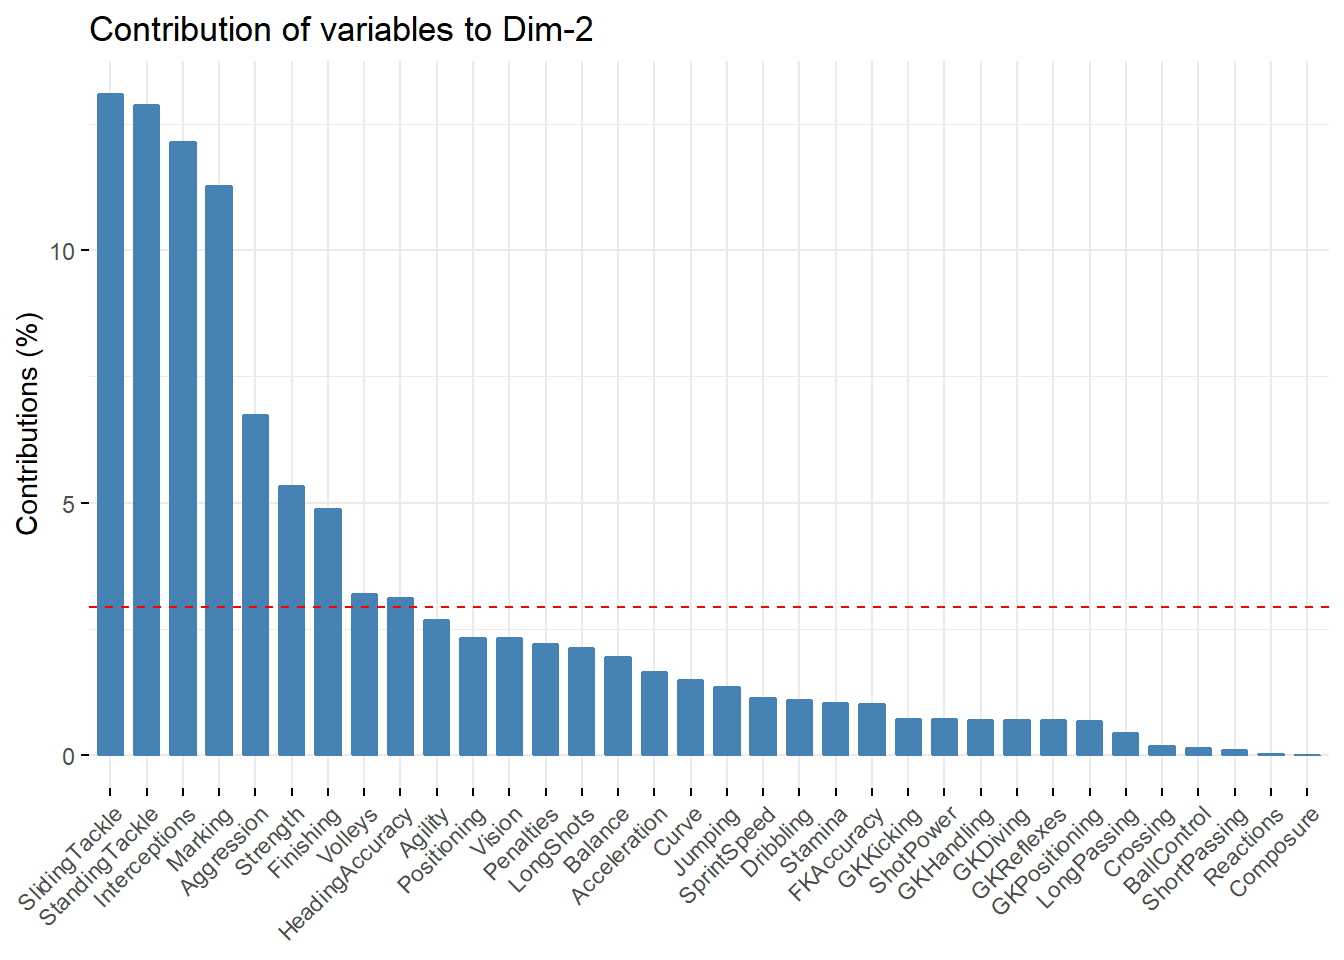 Contribution of variables to Dim-2
Contributions (%)
10
5
0
SlidingTackle
StandingTackle
Interceptions
Marking
Aggression
Strength
Finishing
Volleys
HeadingAccuracy
Agility
Positioning
Vision
Penalties
LongShots
Balance
Acceleration
Curve
Jumping
SprintSpeed
Dribbling
Stamina
FKAccuracy
GKKicking
ShotPower
GKHandling
GKDiving
GKReflexes
GKPositioning
LongPassing
Crossing
BallControl
ShortPassing
Reactions
Composure